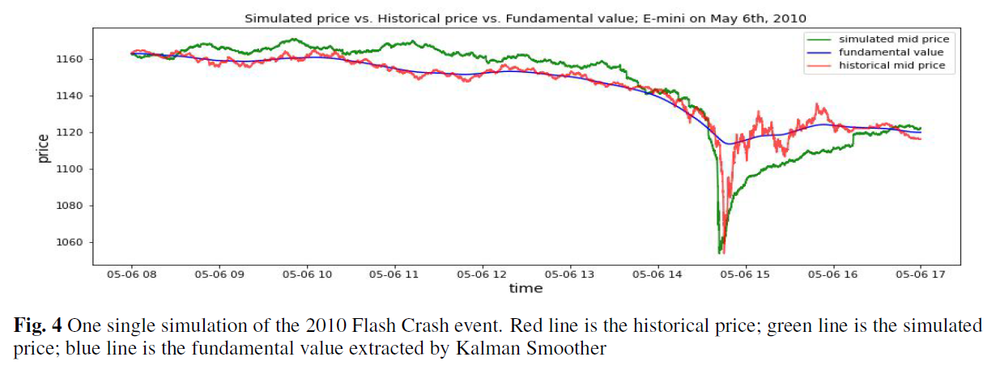 Simulated price vs. Historical price vs. Fundamental value; E-mini on May 6th, 2010
simulated mid price
fundamental value
historical mid price
price
1160
1140
1120
1100
1080
1060
05-06 08 05-06 09 05-06 10 05-06 11 05-06 12 05-06 13 05-06 14 05-06 15 05-06 16 05-06 17
time
Fig. 4 One single simulation of the 2010 Flash Crash event. Red line is the historical price; green line is the simulated
price; blue line is the fundamental value extracted by Kalman Smoother